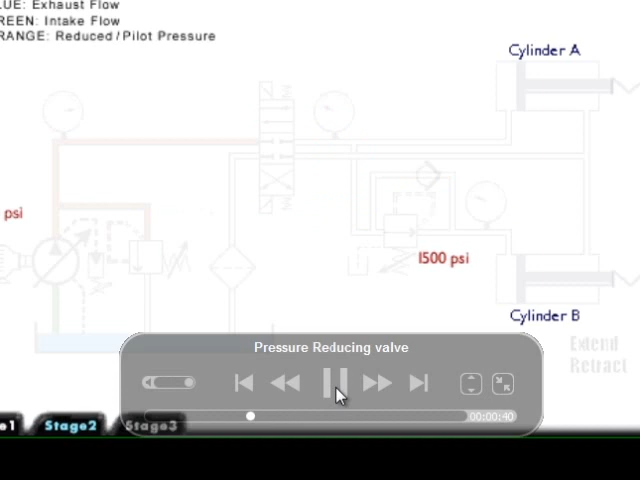 LUE: Exhaust Flow
REEN: Intake Flow
RANGE: Reduced/Pilot Pressure
Cylinder A
psi
1500 psi
Cylinder B
Extend
Retract
Pressure Reducing valve
00:00:40
e1 Stage2 Stage3